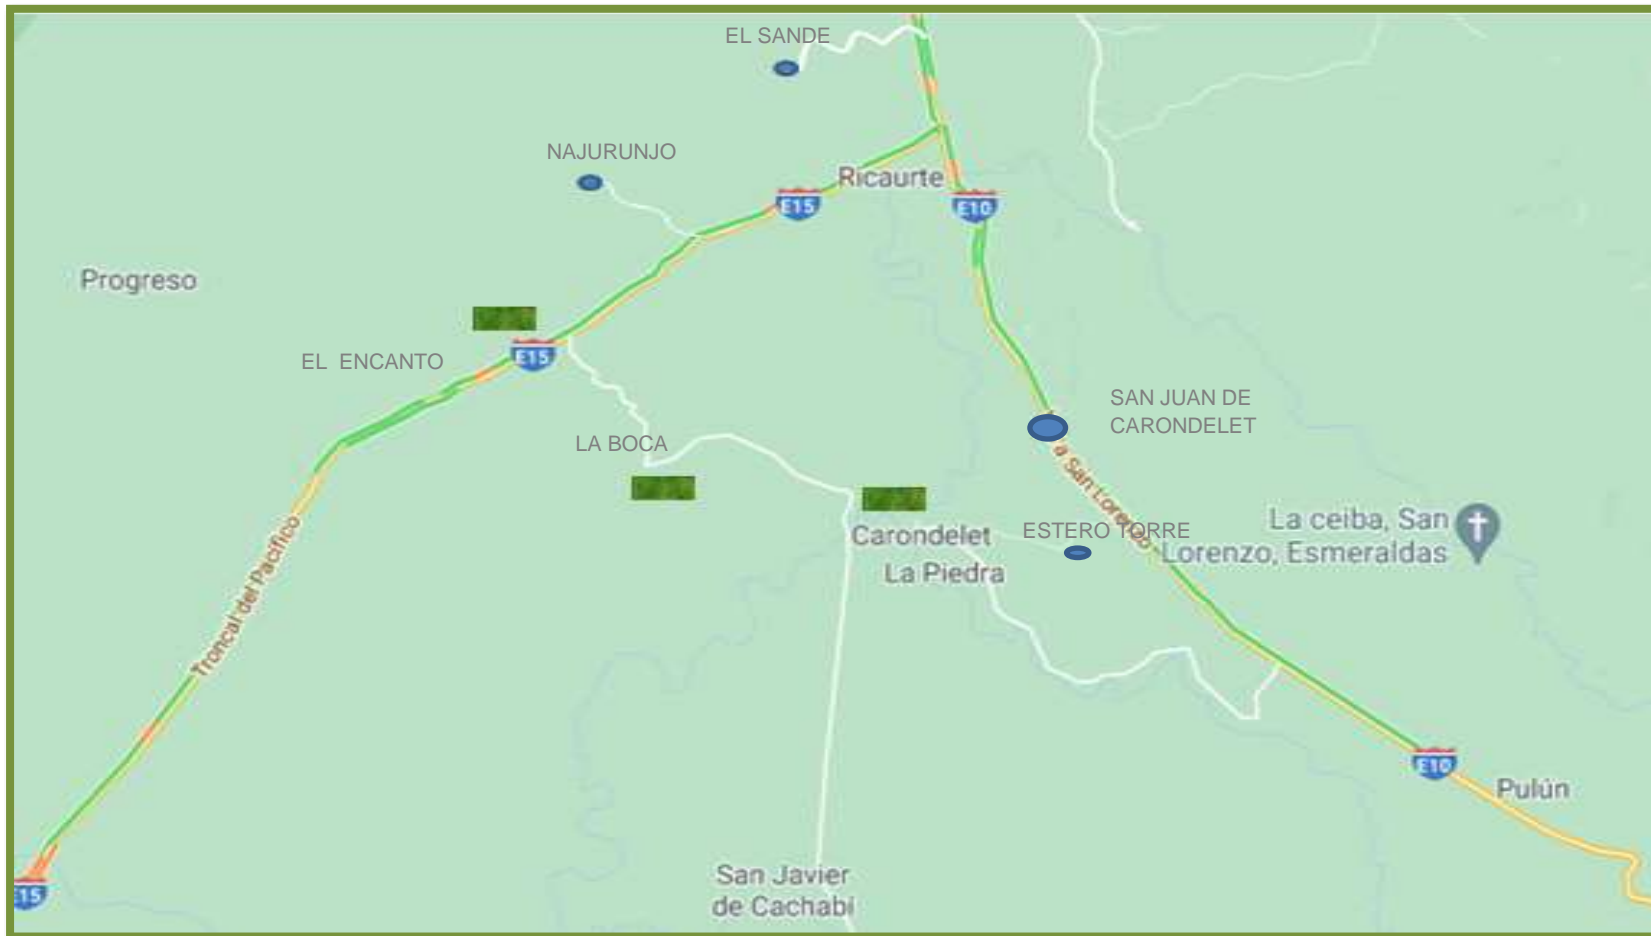 EL SANDE
NAJURUNJO
Ricaurte
E15
E10
Progreso
E15
EL ENCANTO
SAN JUAN DE
CARONDELET
LA BOCA
a San Lorenzo
Carondelet
ESTERO TORRE
La ceiba, San
Lorenzo, Esmeraldas
La Piedra
Troncal del Pacífico
E10
Pulún
San Javier
de Cachabí
E15